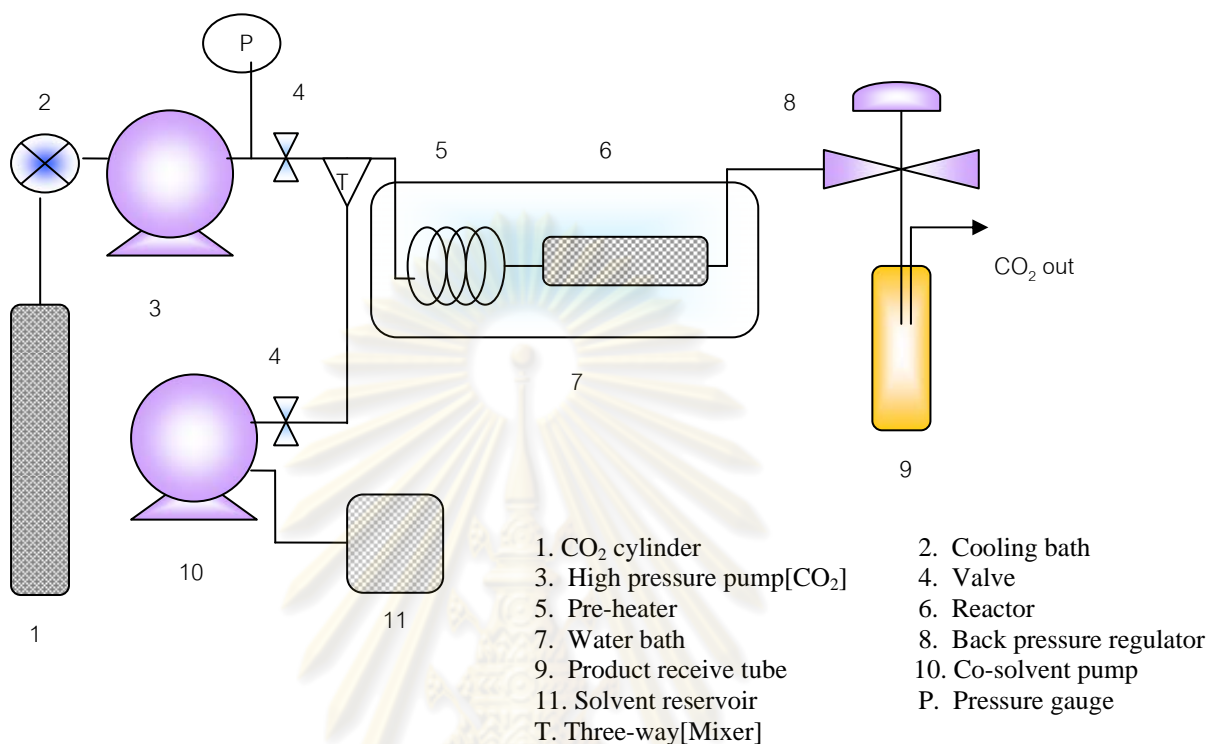 P
2
4
8
5
6
T
CO₂ out
3
4
7
9
10
11
1
1. CO₂ cylinder
2. Cooling bath
3. High pressure pump[CO₂]
4. Valve
5. Pre-heater
6. Reactor
7. Water bath
8. Back pressure regulator
9. Product receive tube
10. Co-solvent pump
11. Solvent reservoir
P. Pressure gauge
T. Three-way[Mixer]